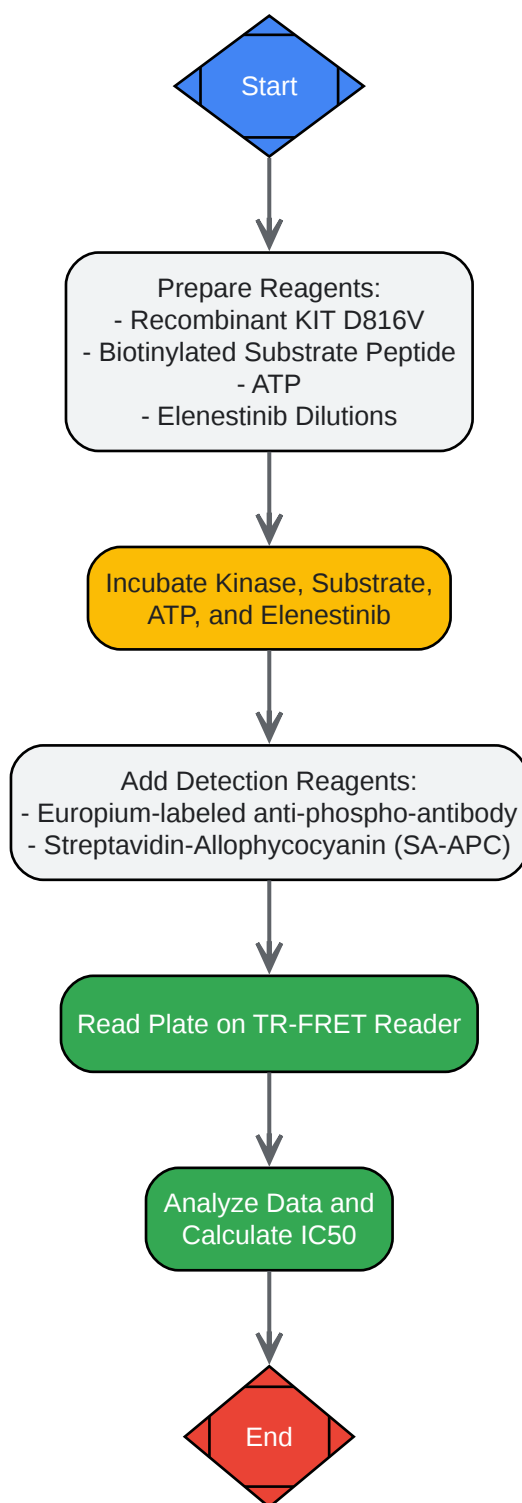 Start
Prepare Reagents:
- Recombinant KIT D816V
- Biotinylated Substrate Peptide
- ATP
- Elenestinib Dilutions
Incubate Kinase, Substrate,
ATP, and Elenestinib
Add Detection Reagents:
- Europium-labeled anti-phospho-antibody
- Streptavidin-Allophycocyanin (SA-APC)
Read Plate on TR-FRET Reader
Analyze Data and
Calculate IC50
End